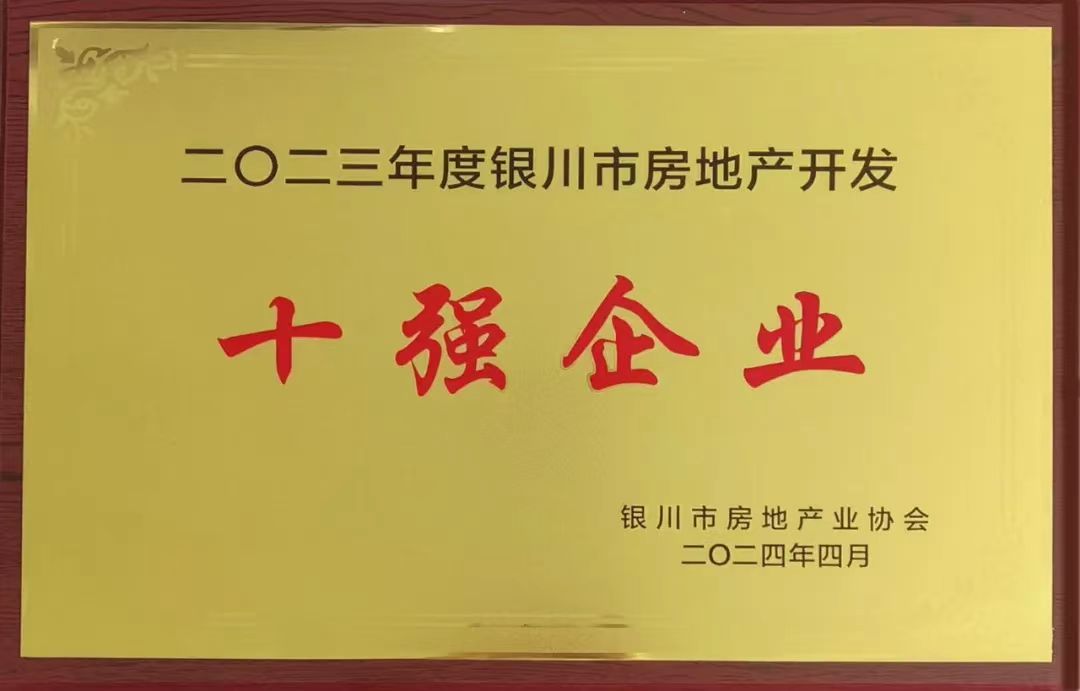 二〇二三年度银川市房地产开发
十强企业
银川市房地产业协会
二〇二四年四月